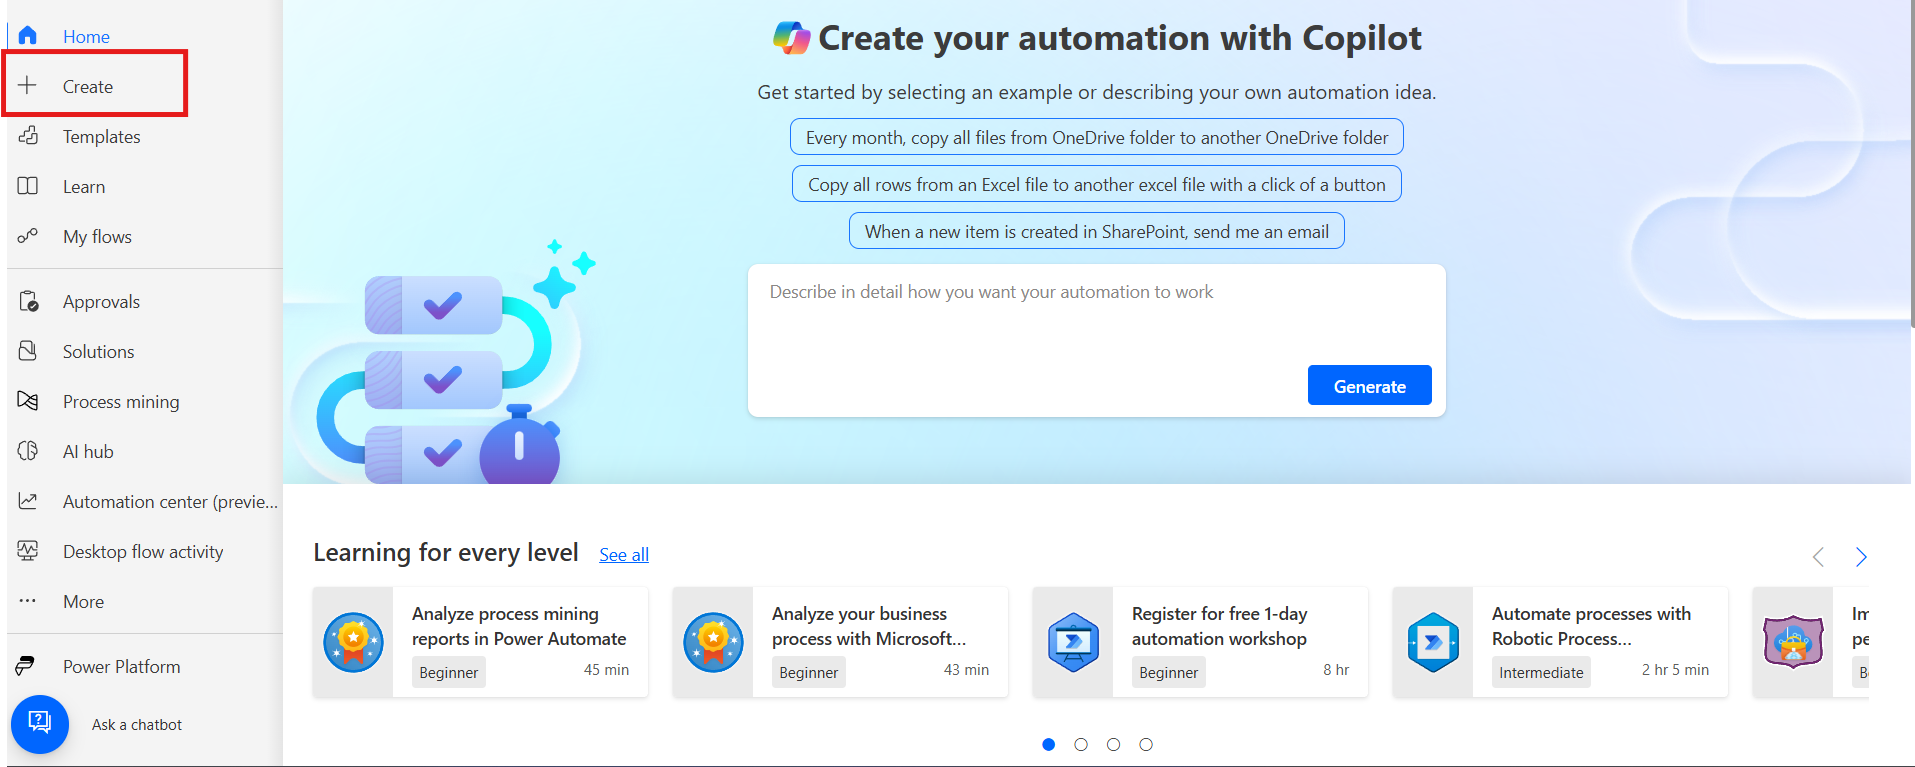 Home
Create
Templates
Learn
My flows
Approvals
Solutions
Process mining
AI hub
Automation center (previe...
Desktop flow activity
More
Power Platform
Ask a chatbot
Create your automation with Copilot
Get started by selecting an example or describing your own automation idea.
Every month, copy all files from OneDrive folder to another OneDrive folder
Copy all rows from an Excel file to another excel file with a click of a button
When a new item is created in SharePoint, send me an email
Describe in detail how you want your automation to work
Generate
Learning for every level See all
Analyze process mining
reports in Power Automate
Beginner 45 min
Analyze your business
process with Microsoft...
Beginner 43 min
Register for free 1-day
automation workshop
Beginner 8 hr
Automate processes with
Robotic Process...
Intermediate 2 hr 5 min